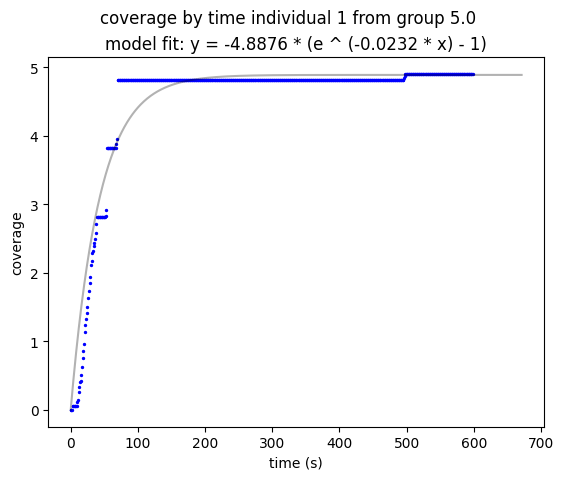 coverage by time individual 1 from group 5.0
model fit: y = -4.8876 * (e ^ (-0.0232 * x) - 1)
5
4
3
2
1
0
coverage
0 100 200 300 400 500 600 700
time (s)